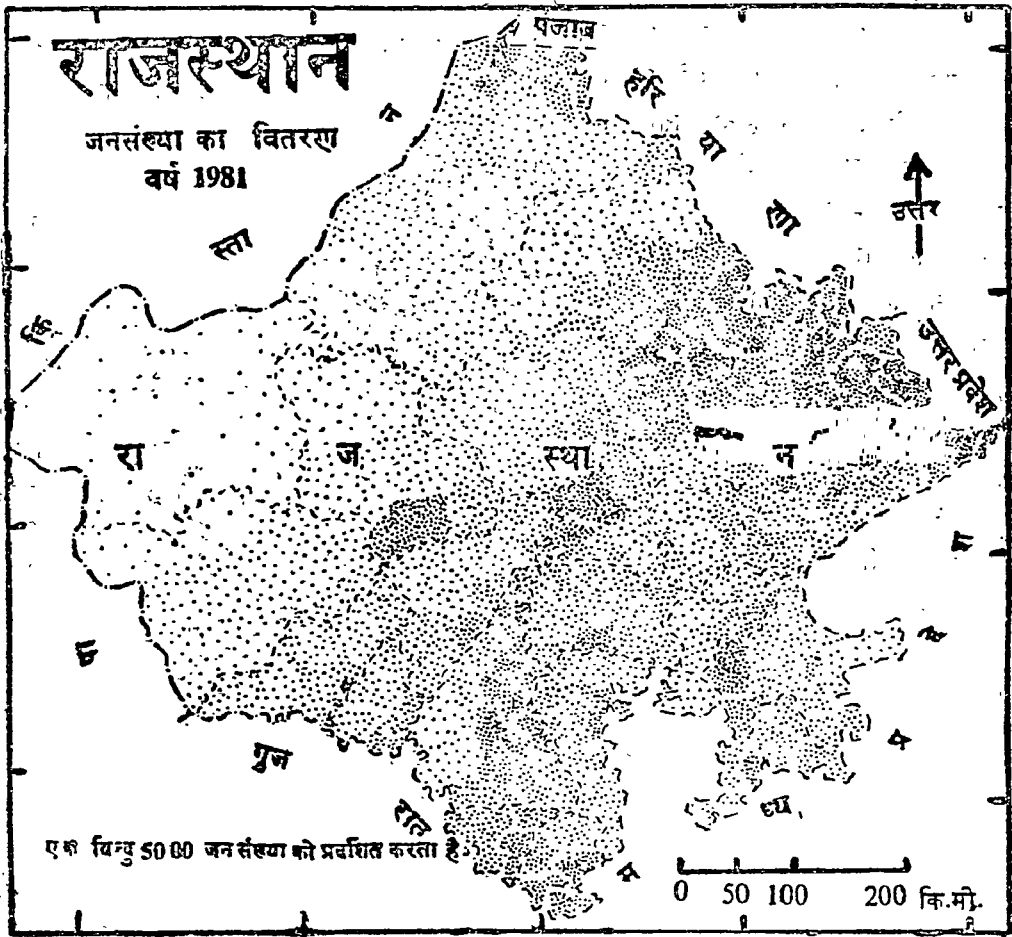 राजस्थान
जनसंख्या का वितरण
वर्ष 1981
पंजाब
हरि
या
णा
उत्तर
उत्तर प्रदेश
पा
कि
स्ता
न
रा
ज
स्था
न
म
ध्य
प्र
दे
श
गुज
रात
एक बिन्दु 5000 जनसंख्या को प्रदर्शित करता है
0 50 100 200 कि.मी.